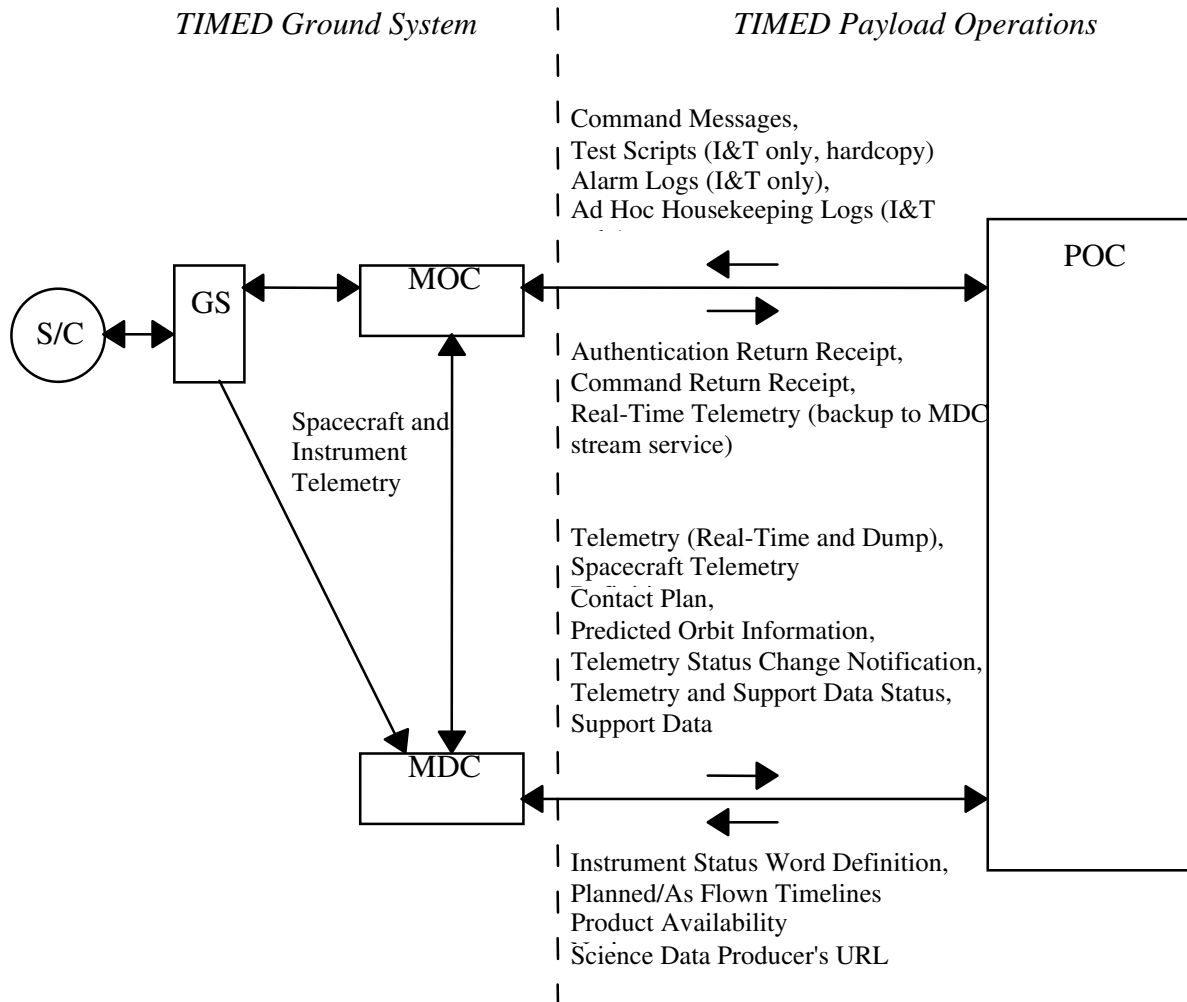 TIMED Ground System
TIMED Payload Operations
Command Messages,
Test Scripts (I&T only, hardcopy)
Alarm Logs (I&T only),
Ad Hoc Housekeeping Logs (I&T
POC
MOC
GS
S/C
Authentication Return Receipt,
Command Return Receipt,
Real-Time Telemetry (backup to MDC
stream service)
Spacecraft and
Instrument
Telemetry
Telemetry (Real-Time and Dump),
Spacecraft Telemetry
Contact Plan,
Predicted Orbit Information,
Telemetry Status Change Notification,
Telemetry and Support Data Status,
Support Data
MDC
Instrument Status Word Definition,
Planned/As Flown Timelines
Product Availability
Science Data Producer's URL